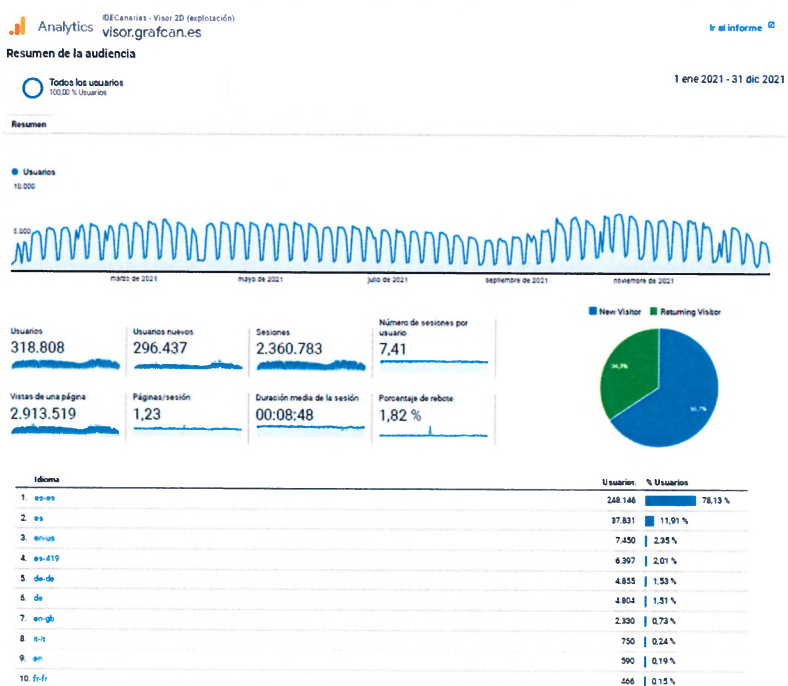 Analytics
IDECanarias - Visor 2D (explotación)
visor.grafcan.es
Ir al informe
Resumen de la audiencia
Todos los usuarios
100,00 % Usuarios
1 ene 2021 - 31 dic 2021
Resumen
Usuarios
10.000
5.000
marzo de 2021
mayo de 2021
julio de 2021
septiembre de 2021
noviembre de 2021
New Visitor
Returning Visitor
34,3%
65,7%
Usuarios
318.808
Usuarios nuevos
296.437
Sesiones
2.360.783
Número de sesiones por
usuario
7,41
Vistas de una página
2.913.519
Páginas/sesión
1,23
Duración media de la sesión
00:08:48
Porcentaje de rebote
1,82 %
Idioma Usuarios % Usuarios
1. es-es 248.146 78,13 %
2. es 37.831 11,91 %
3. en-us 7.450 2,35 %
4. es-419 6.397 2,01 %
5. de-de 4.855 1,53 %
6. de 4.804 1,51 %
7. en-gb 2.330 0,73 %
8. it-it 750 0,24 %
9. en 590 0,19 %
10. fr-fr 466 0,15 %